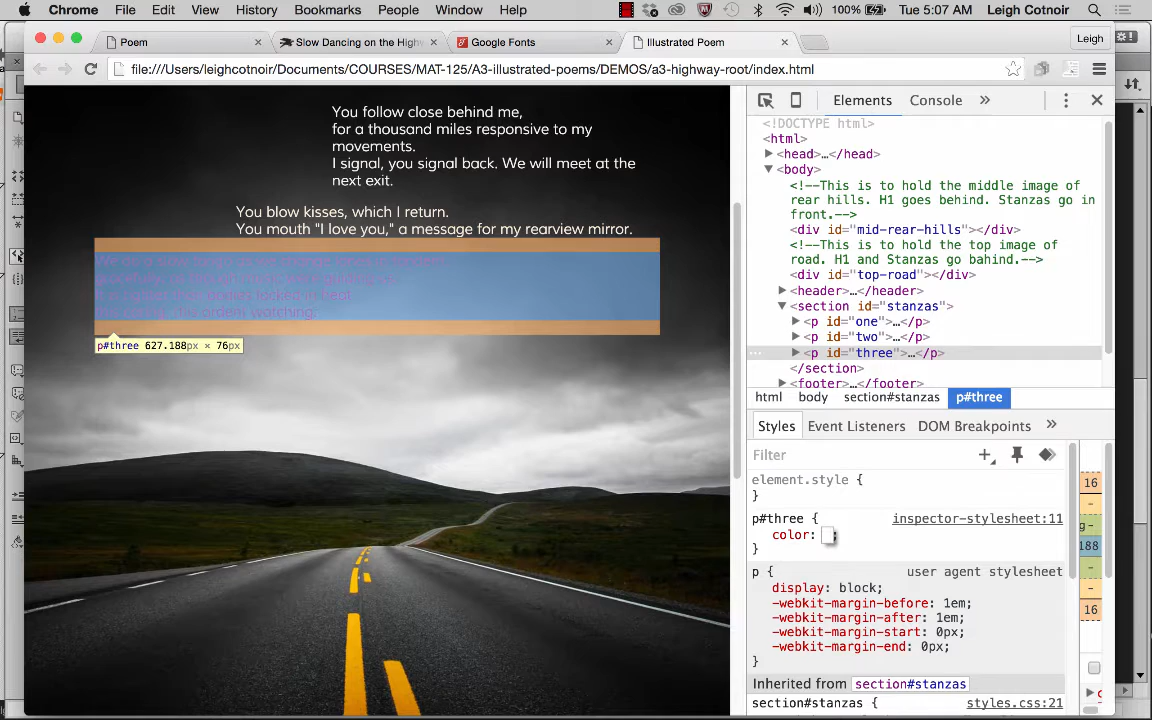 Chrome File Edit View History Bookmarks People Window Help 100% Tue 5:07 AM Leigh Cotnoir
Poem Slow Dancing on the High Google Fonts Illustrated Poem Leigh
file:///Users/leighcotnoir/Documents/COURSES/MAT-125/A3-illustrated-poems/DEMOS/a3-highway-root/index.html
You follow close behind me,
for a thousand miles responsive to my
movements.
I signal, you signal back. We will meet at the
next exit.
You blow kisses, which I return.
You mouth "I love you," a message for my rearview mirror.
p#three 627.188px × 76px
Elements Console »
<!DOCTYPE html>
<html>
<head>…</head>
<body>
<!--This is to hold the middle image of
rear hills. H1 goes behind. Stanzas go in
front.-->
<div id="mid-rear-hills"></div>
<!--This is to hold the top image of
road. H1 and Stanzas go bahind.-->
<div id="top-road"></div>
<header>…</header>
<section id="stanzas">
<p id="one">…</p>
<p id="two">…</p>
<p id="three">…</p>
</section>
<footer>…</footer>
html body section#stanzas p#three
Styles Event Listeners DOM Breakpoints »
Filter
element.style {
}
p#three { inspector-stylesheet:11
color:
}
p { user agent stylesheet
display: block;
-webkit-margin-before: 1em;
-webkit-margin-after: 1em;
-webkit-margin-start: 0px;
-webkit-margin-end: 0px;
}
Inherited from section#stanzas
section#stanzas { styles.css:21
16
-
g-
188
-
-
16